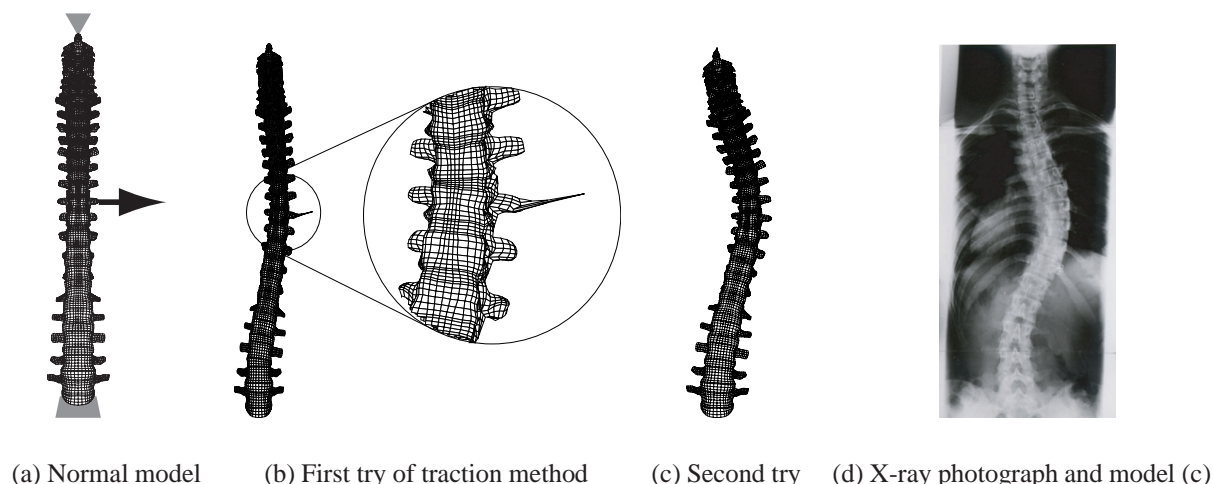 (a) Normal model (b) First try of traction method (c) Second try (d) X-ray photograph and model (c)